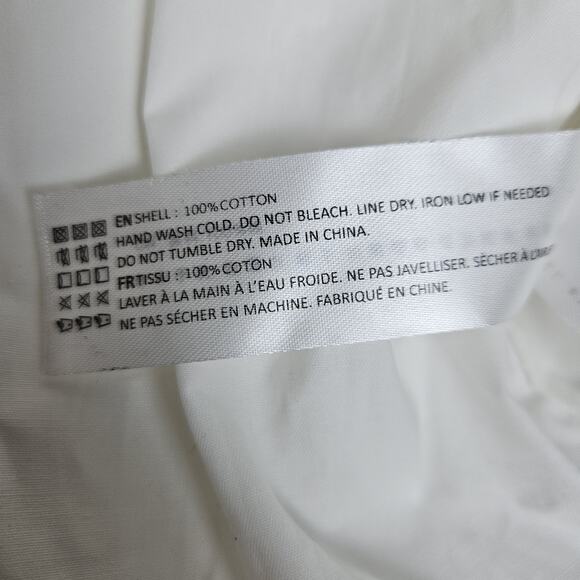 EN SHELL : 100% COTTON
HAND WASH COLD. DO NOT BLEACH. LINE DRY. IRON LOW IF NEEDED
DO NOT TUMBLE DRY. MADE IN CHINA.
FR TISSU : 100% COTON
LAVER À LA MAIN À L'EAU FROIDE. NE PAS JAVELLISER. SÉCHER À
NE PAS SÉCHER EN MACHINE. FABRIQUÉ EN CHINE.